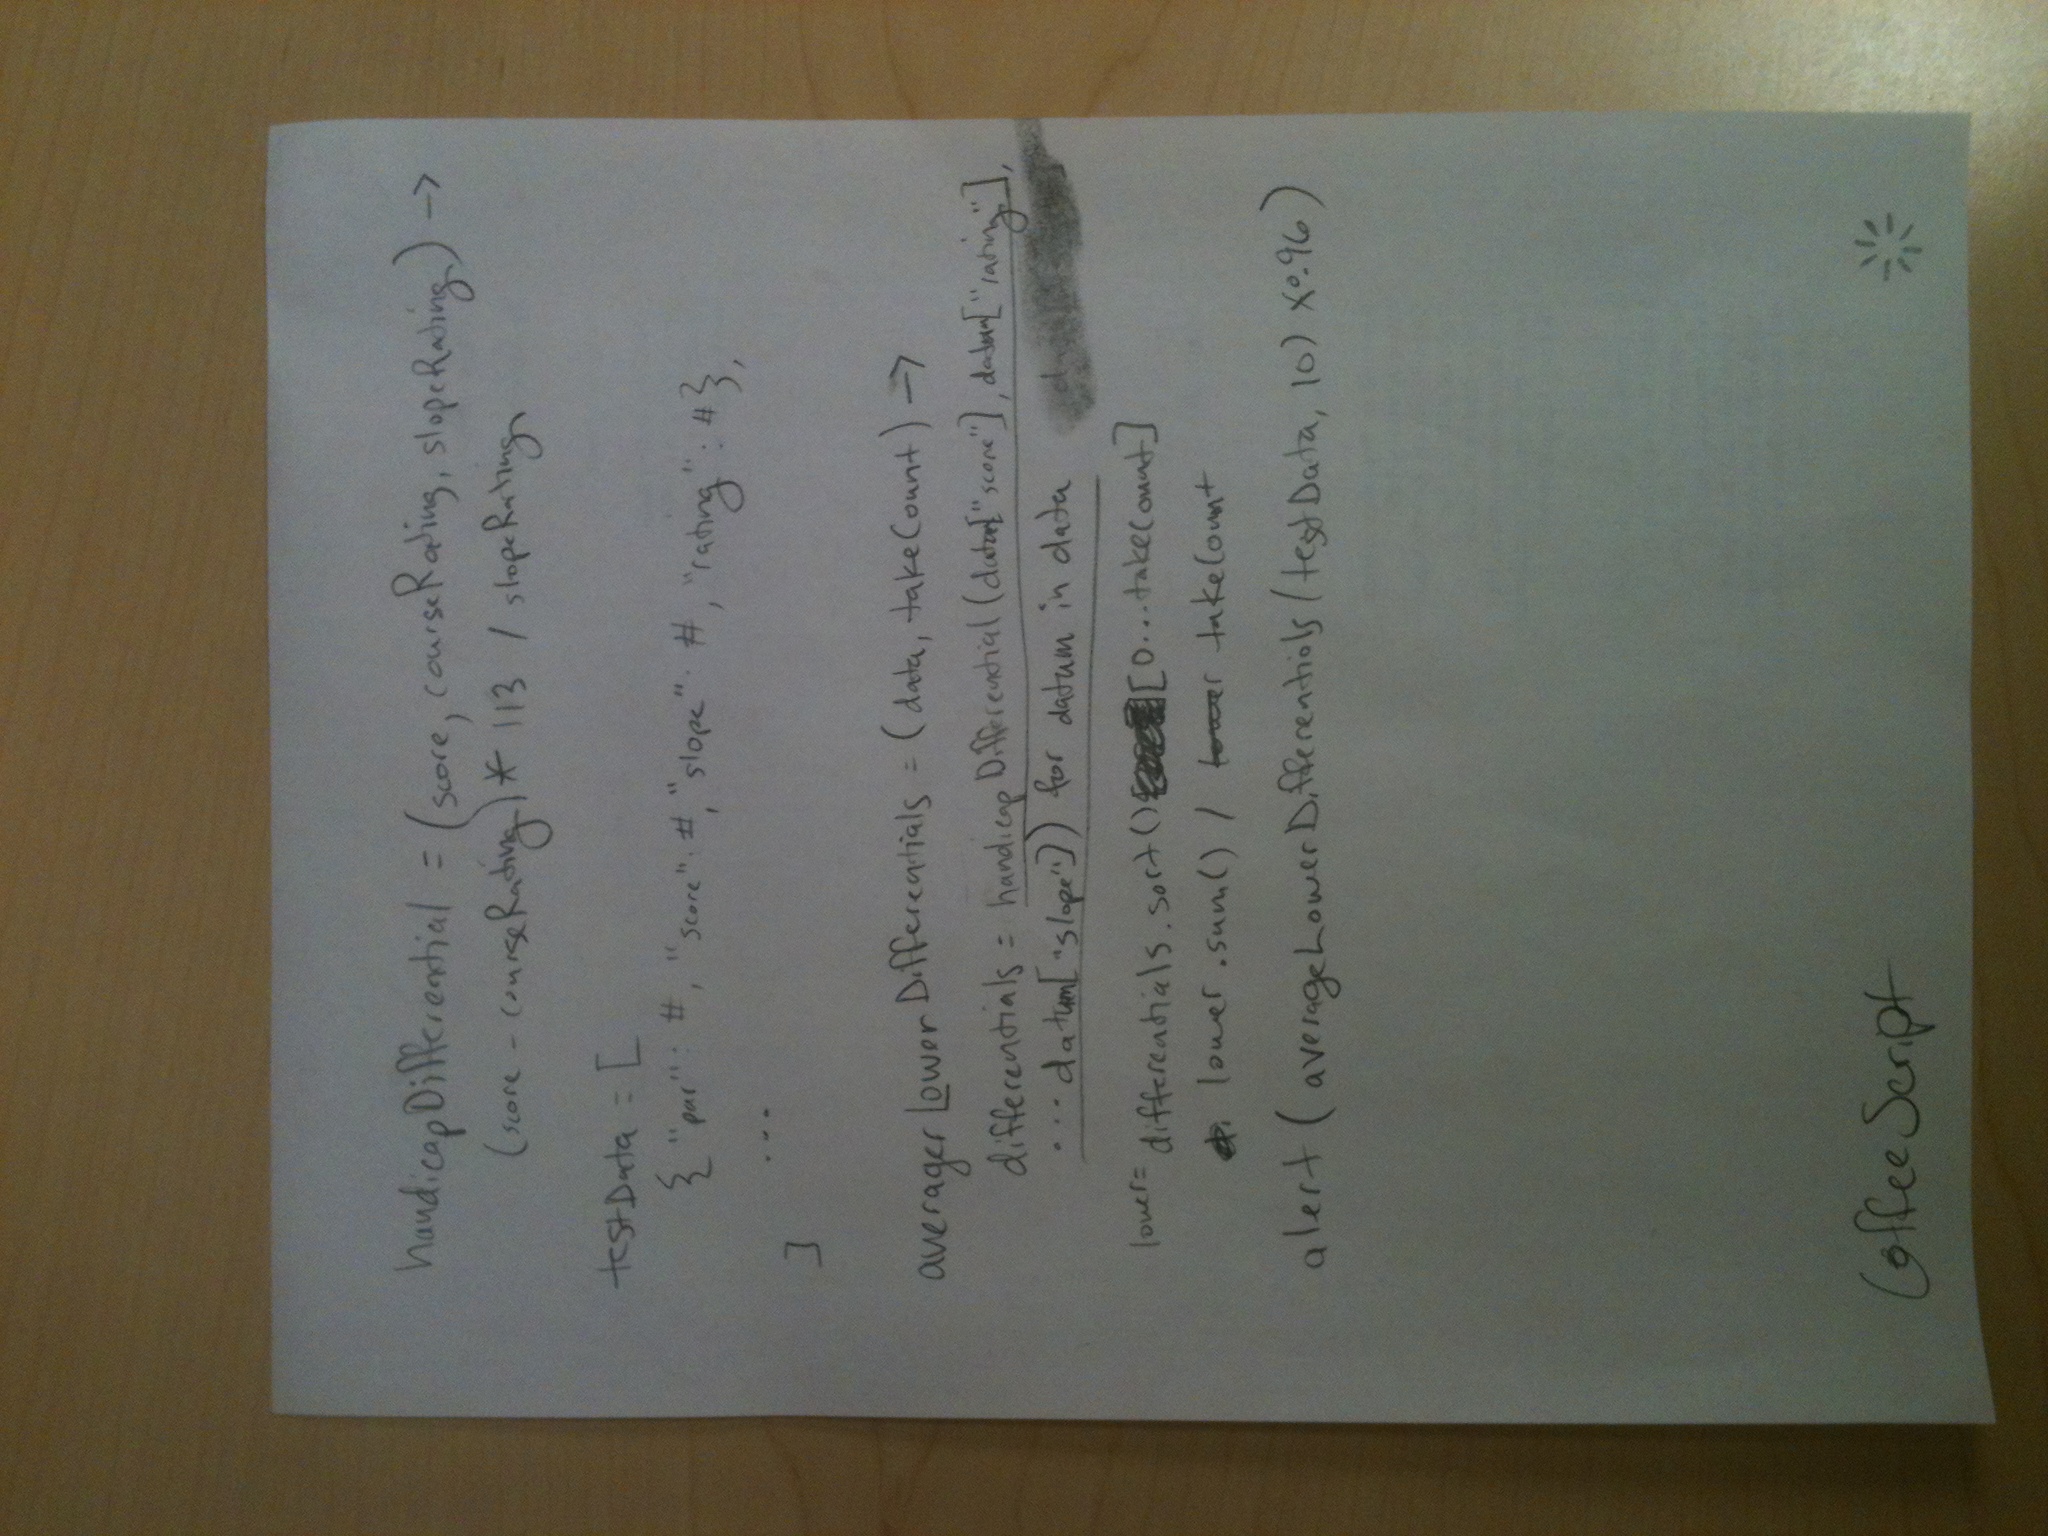 handicapDifferential = (score, courseRating, slopeRating) ->
(score - courseRating) * 113 / slopeRating
testData = [
{ "par": #, "score": #, "slope": #, "rating": #},
...
]
averagerLowerDifferentials = (data, takeCount) ->
differentials = handicapDifferential(datum["score"], datum["rating"],
... datum["slope"]) for datum in data
lower= differentials.sort() [0...takeCount]
lower.sum() / lower takeCount
alert (averageLowerDifferentials(testData, 10) x0.96)
CoffeeScript